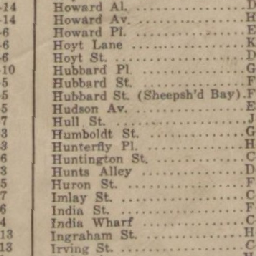 -14 Howard Al. D
-14 Howard Av. H
-6 Howard Pl. E
-6 Hoyt Lane K
-6 Hoyt St. D
-10 Hubbard Pl. G
-5 Hubbard St. F
-5 Hubbard St. (Sheepsh'd Bay). F
-5 Hudson Av. E
-7 Hull St. J
-3 Humboldt St. G
-3 Hunterfly Pl. H
-6 Huntington St. C
-3 Hunts Alley D
-5 Huron St. F
-7 Imlay St. C
-6 India St. F
-4 India Wharf C
-13 Ingraham St. H
-13 Irving St. C